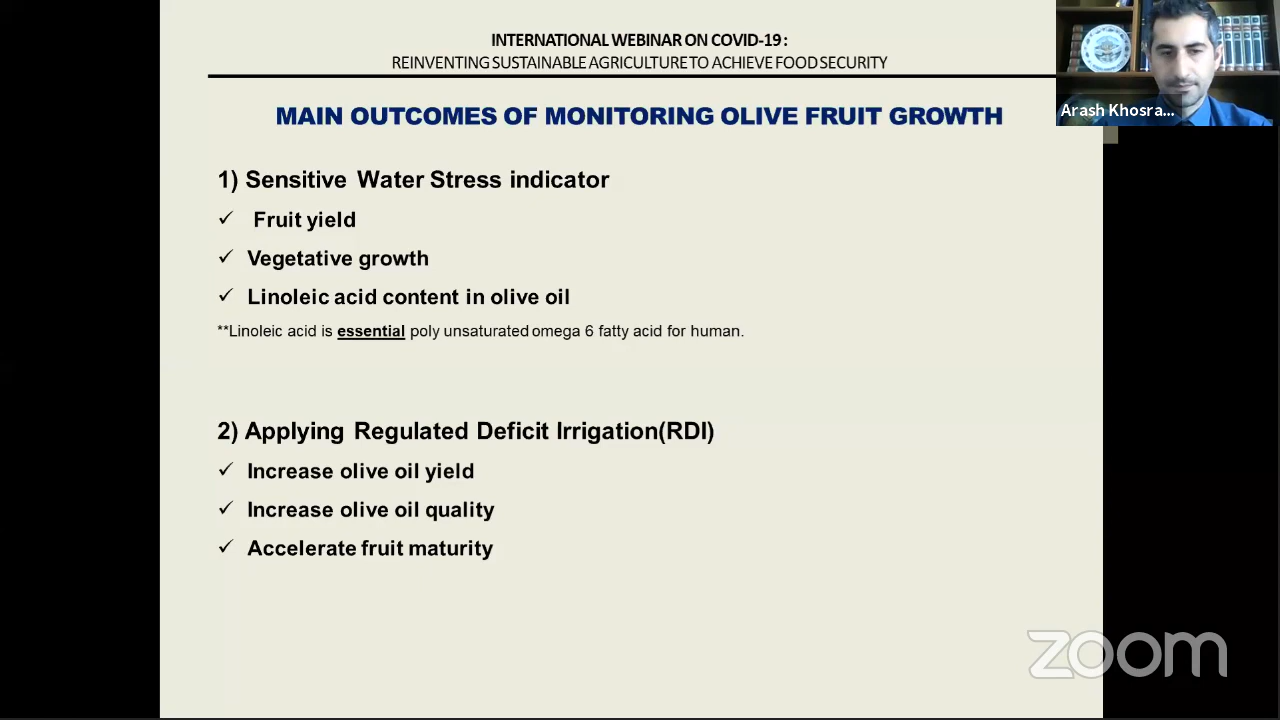 INTERNATIONAL WEBINAR ON COVID-19 :
REINVENTING SUSTAINABLE AGRICULTURE TO ACHIEVE FOOD SECURITY
Arash Khosra...
MAIN OUTCOMES OF MONITORING OLIVE FRUIT GROWTH
1) Sensitive Water Stress indicator
✓ Fruit yield
✓ Vegetative growth
✓ Linoleic acid content in olive oil
**Linoleic acid is essential poly unsaturated omega 6 fatty acid for human.
2) Applying Regulated Deficit Irrigation(RDI)
✓ Increase olive oil yield
✓ Increase olive oil quality
✓ Accelerate fruit maturity
zoom